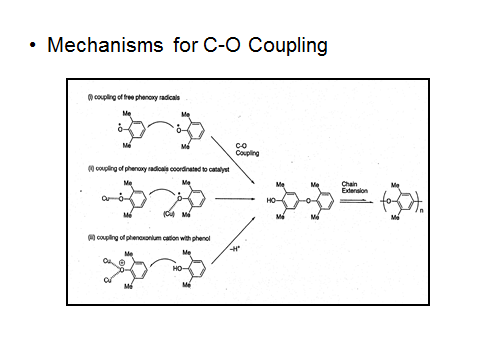 • Mechanisms for C-O Coupling
(i) coupling of free phenoxy radicals
Me Me
O• O•
Me Me
C-O
Coupling
(ii) coupling of phenoxy radicals coordinated to catalyst
Me Me
Cu O• O•
Me (Cu) Me
Me Me
HO O
Me Me
Chain
Extension
Me
O
Me
n
(iii) coupling of phenoxonium cation with phenol
–H⁺
Me Me
Cu ⊕ O HO
Cu Me Me